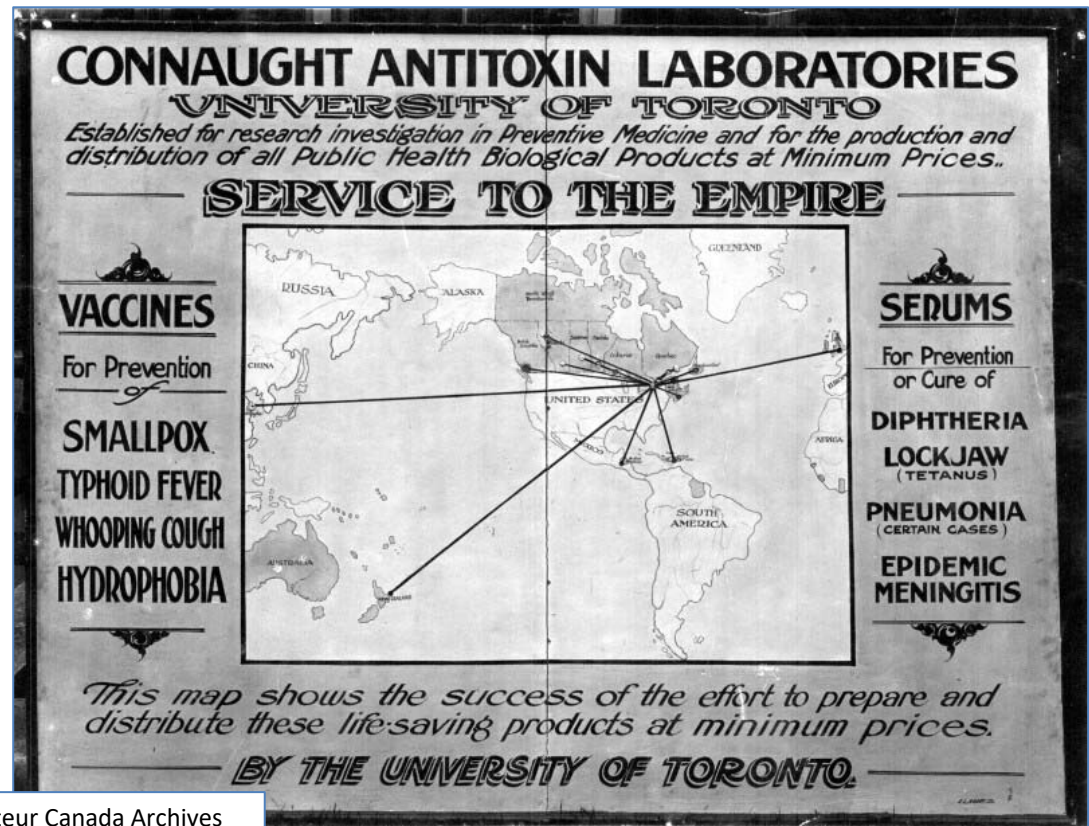 CONNAUGHT ANTITOXIN LABORATORIES
UNIVERSITY OF TORONTO
Established for research investigation in Preventive Medicine and for the production and
distribution of all Public Health Biological Products at Minimum Prices..
SERVICE TO THE EMPIRE
VACCINES
For Prevention
of
SMALLPOX
TYPHOID FEVER
WHOOPING COUGH
HYDROPHOBIA
GREENLAND
RUSSIA
ALASKA
CHINA
UNITED STATES
MEXICO
AFRICA
SOUTH
AMERICA
AUSTRALIA
SERUMS
For Prevention
or Cure of
DIPHTHERIA
LOCKJAW
(TETANUS)
PNEUMONIA
(CERTAIN CASES)
EPIDEMIC
MENINGITIS
This map shows the success of the effort to prepare and
distribute these life-saving products at minimum prices.
BY THE UNIVERSITY OF TORONTO.
Canada Archives